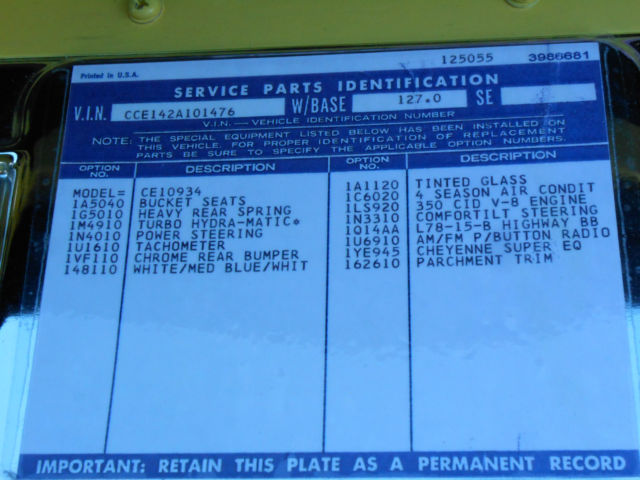 125055 3986681
Printed in U.S.A.
SERVICE PARTS IDENTIFICATION
V.I.N. CCE142A101476 W/BASE 127.0 SE
V.I.N. — VEHICLE IDENTIFICATION NUMBER
NOTE: THE SPECIAL EQUIPMENT LISTED BELOW HAS BEEN INSTALLED ON
THIS VEHICLE. FOR PROPER IDENTIFICATION OF REPLACEMENT
PARTS BE SURE TO SPECIFY THE APPLICABLE OPTION NUMBERS.
OPTION NO. DESCRIPTION
MODEL= CE10934
1A5040 BUCKET SEATS
1G5010 HEAVY REAR SPRING
1M4910 TURBO HYDRA-MATIC*
1N4010 POWER STEERING
1U1610 TACHOMETER
1VF110 CHROME REAR BUMPER
148110 WHITE/MED BLUE/WHIT
OPTION NO. DESCRIPTION
1A1120 TINTED GLASS
1C6020 4 SEASON AIR CONDIT
1LS920 350 CID V-8 ENGINE
1N3310 COMFORTILT STEERING
1Q14AA L78-15-B HIGHWAY BB
1U6910 AM/FM P/BUTTON RADIO
1YE945 CHEYENNE SUPER EQ
162610 PARCHMENT TRIM
IMPORTANT: RETAIN THIS PLATE AS A PERMANENT RECORD